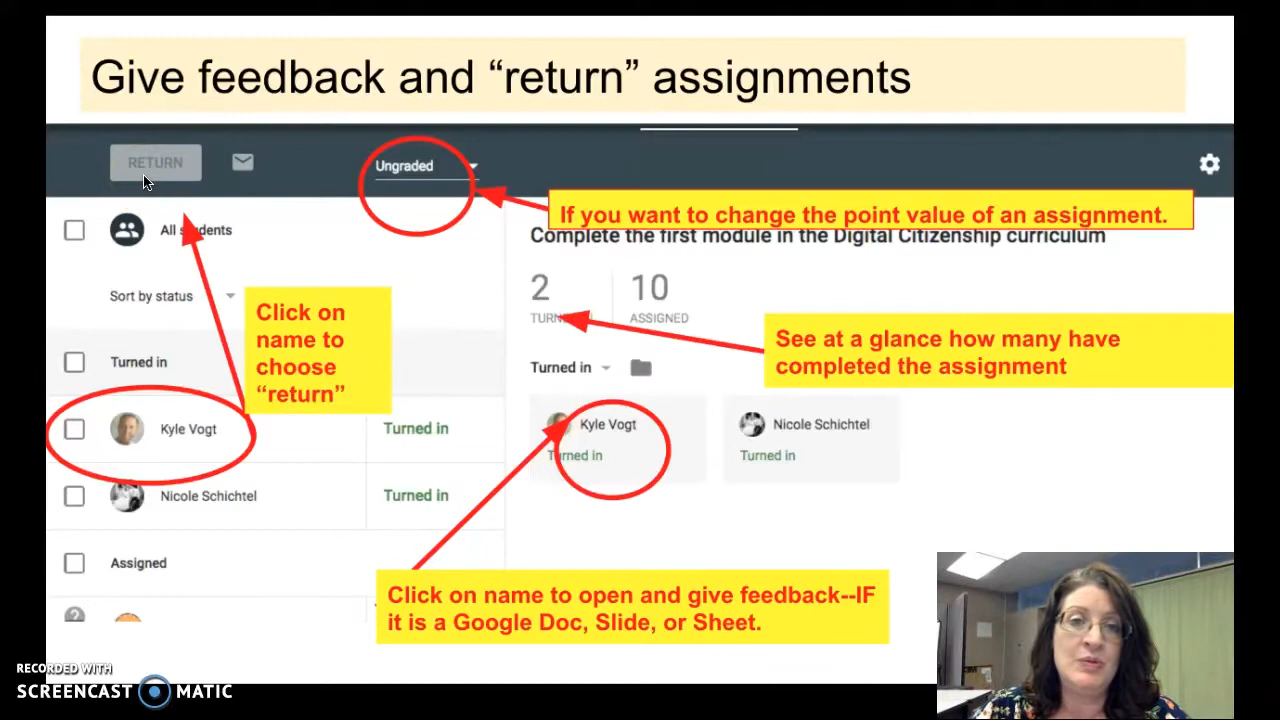 Give feedback and “return” assignments
RETURN
Ungraded
If you want to change the point value of an assignment.
All students
Complete the first module in the Digital Citizenship curriculum
2
10
ASSIGNED
Sort by status
Click on
name to
choose
“return”
See at a glance how many have
completed the assignment
Turned in
Turned in
Kyle Vogt
Turned in
Kyle Vogt
Turned in
Nicole Schichtel
Turned in
Nicole Schichtel
Turned in
Assigned
Click on name to open and give feedback--IF
it is a Google Doc, Slide, or Sheet.
RECORDED WITH
SCREENCAST MATIC